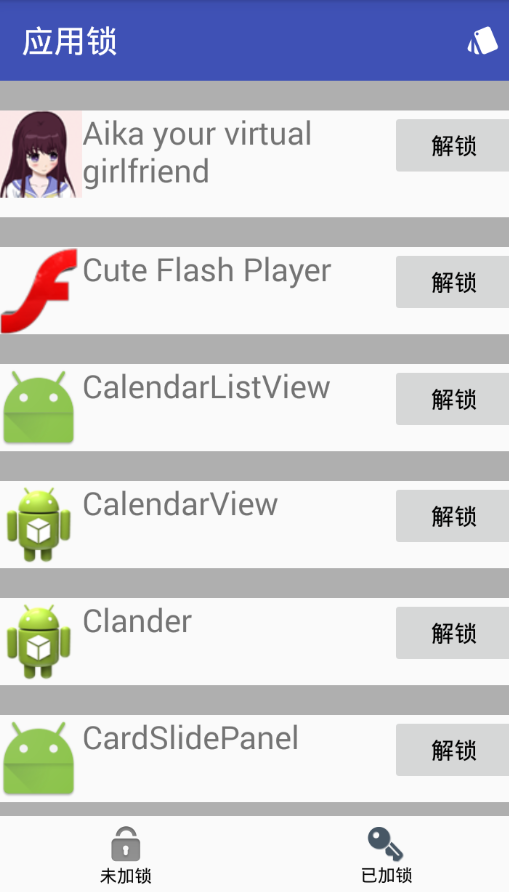 应用锁
Aika your virtual
girlfriend
解锁
Cute Flash Player
解锁
CalendarListView
解锁
CalendarView
解锁
Clander
解锁
CardSlidePanel
解锁
未加锁
已加锁